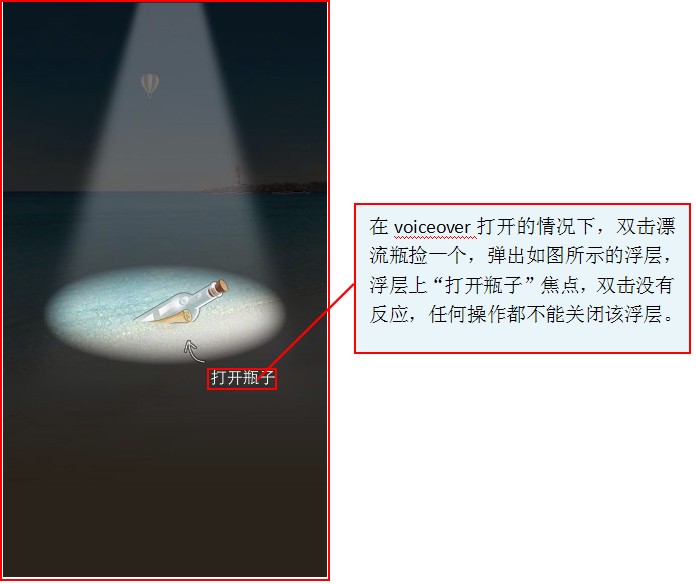 在 voiceover 打开的情况下，双击漂
流瓶捡一个，弹出如图所示的浮层，
浮层上“打开瓶子”焦点，双击没有
反应，任何操作都不能关闭该浮层。
打开瓶子